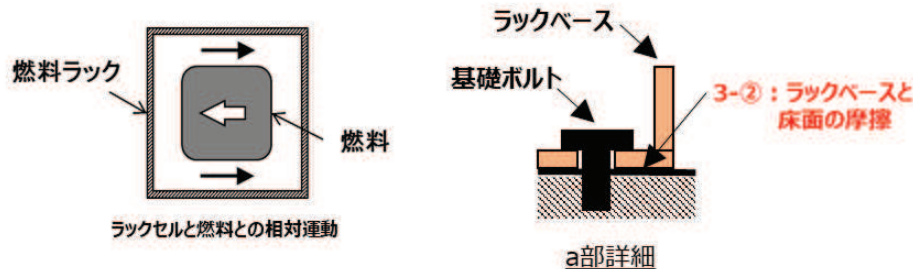 燃料ラック
燃料
ラックセルと燃料との相対運動
ラックベース
基礎ボルト
3-②：ラックベースと
床面の摩擦
a部詳細